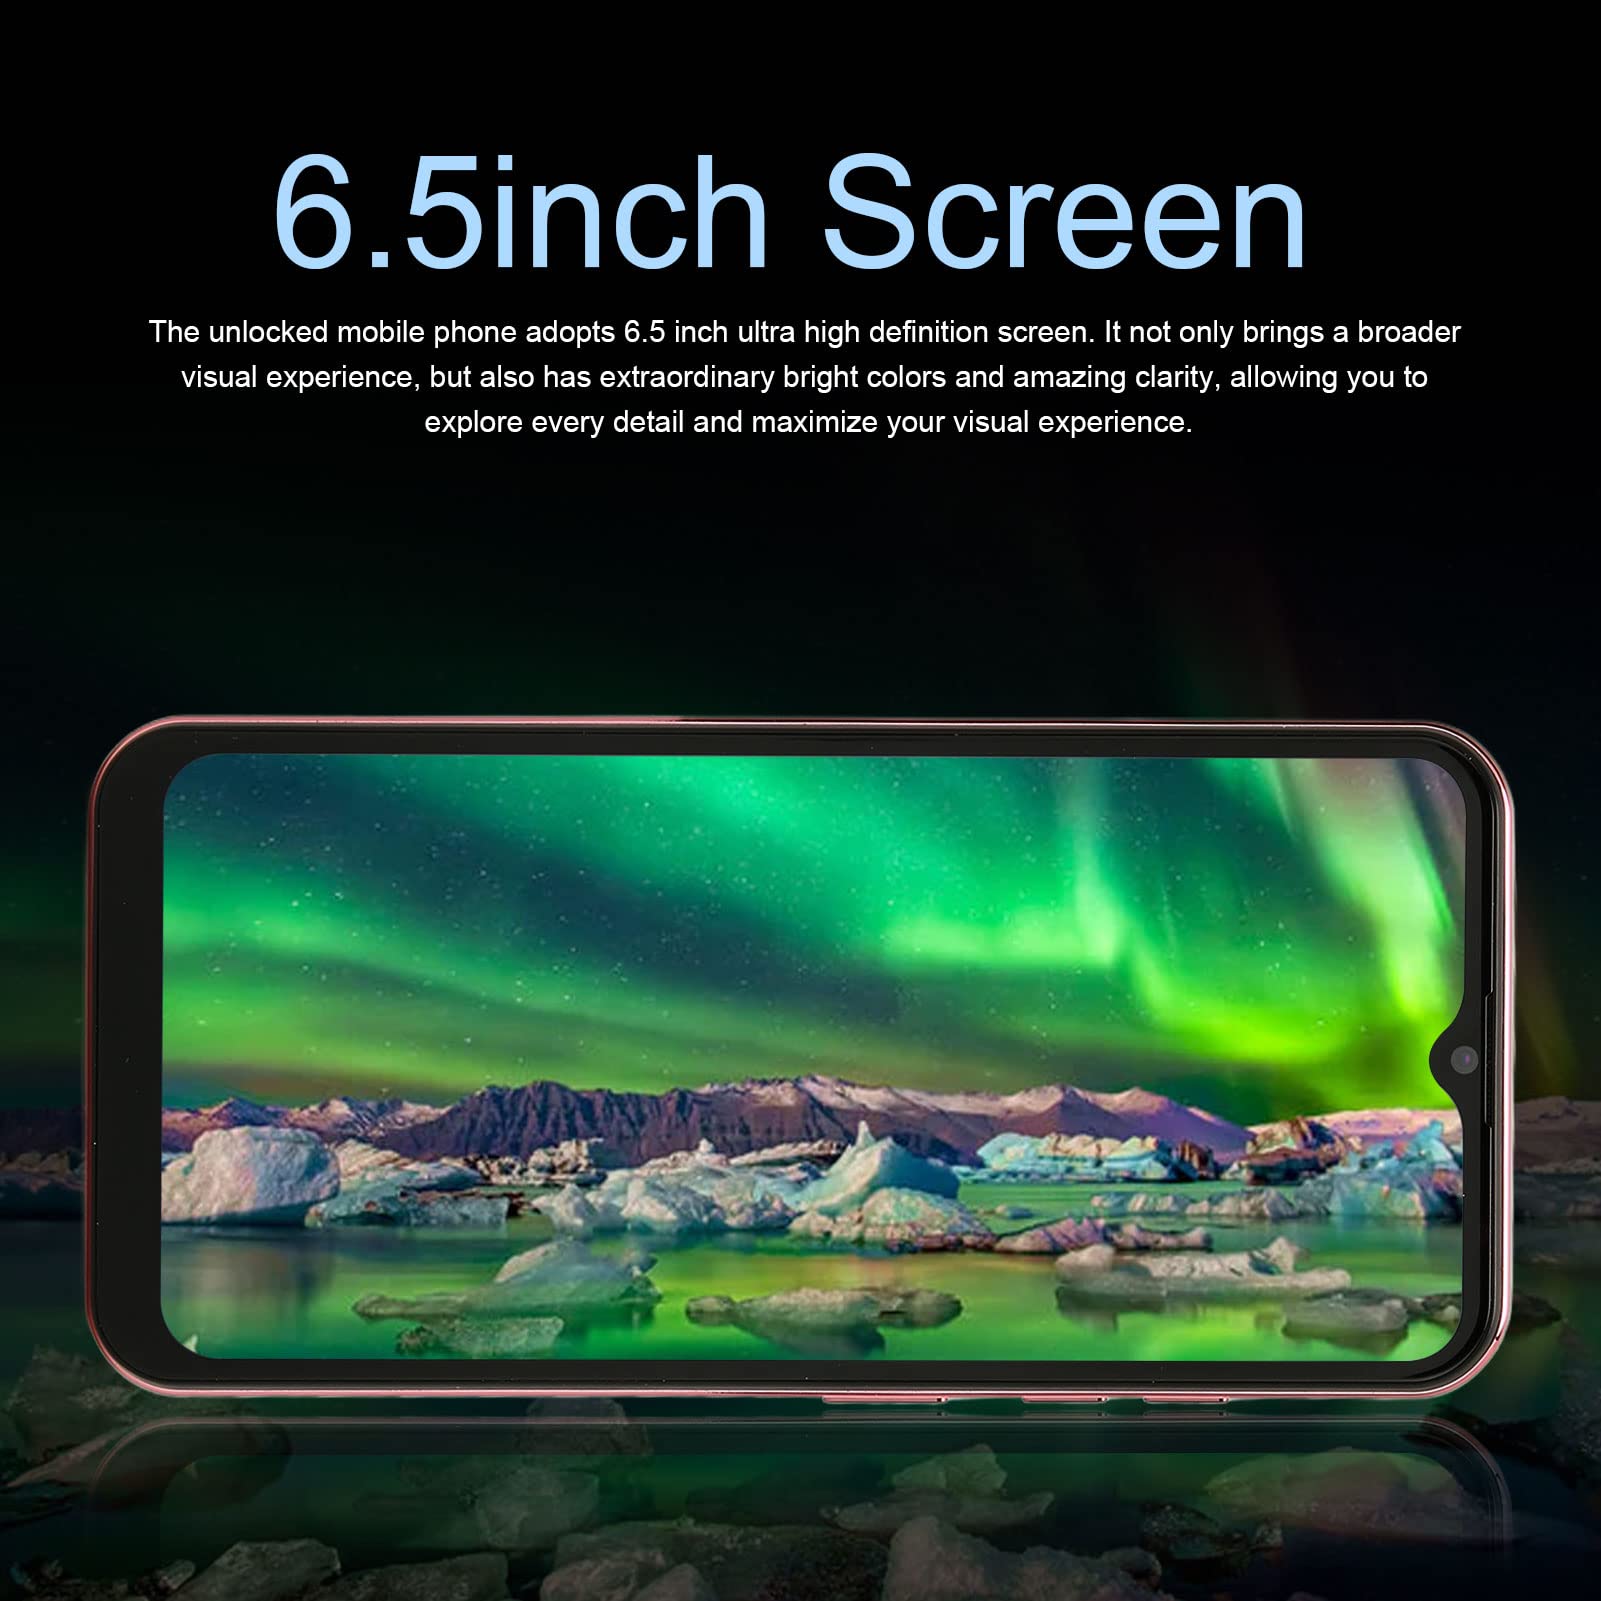 6.5inch Screen
The unlocked mobile phone adopts 6.5 inch ultra high definition screen. It not only brings a broader
visual experience, but also has extraordinary bright colors and amazing clarity, allowing you to
explore every detail and maximize your visual experience.